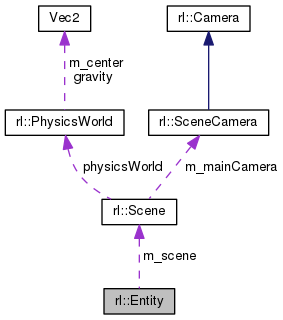 Vec2
rl::Camera
m_center
gravity
rl::PhysicsWorld
rl::SceneCamera
physicsWorld
m_mainCamera
rl::Scene
m_scene
rl::Entity